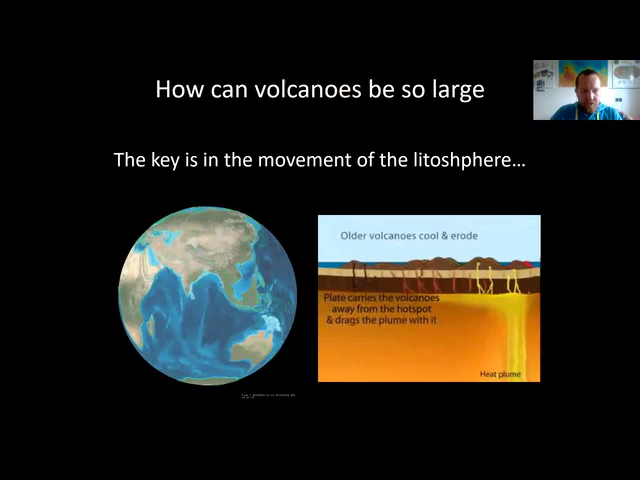 How can volcanoes be so large
The key is in the movement of the litoshphere…
Older volcanoes cool & erode
Plate carries the volcanoes
away from the hotspot
& drags the plume with it
Heat plume